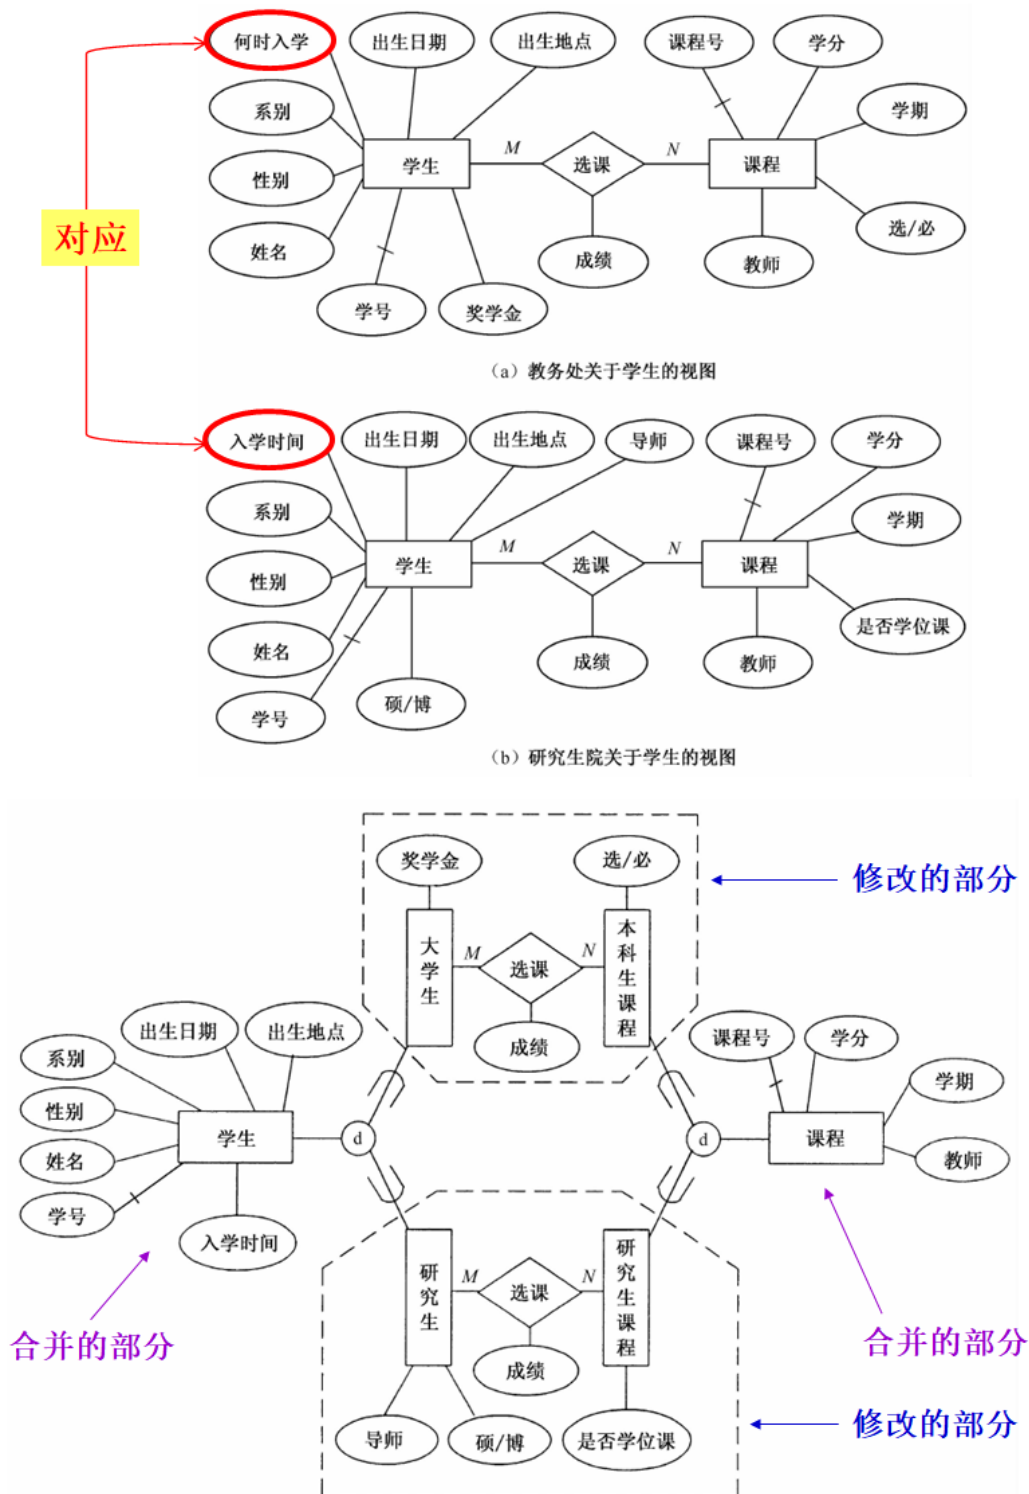 何时入学
出生日期
出生地点
课程号
学分
系别
学期
学生
M
选课
N
课程
性别
对应
姓名
成绩
教师
选/必
学号
奖学金
（a）教务处关于学生的视图
入学时间
出生日期
出生地点
导师
课程号
学分
系别
学期
学生
M
选课
N
课程
性别
姓名
成绩
教师
是否学位课
学号
硕/博
（b）研究生院关于学生的视图
奖学金
选/必
修改的部分
大学生
M
选课
N
本科生课程
成绩
出生日期
出生地点
系别
课程号
学分
学期
性别
学生
d
d
课程
姓名
教师
学号
入学时间
研究生
M
选课
N
研究生课程
合并的部分
合并的部分
成绩
导师
硕/博
是否学位课
修改的部分